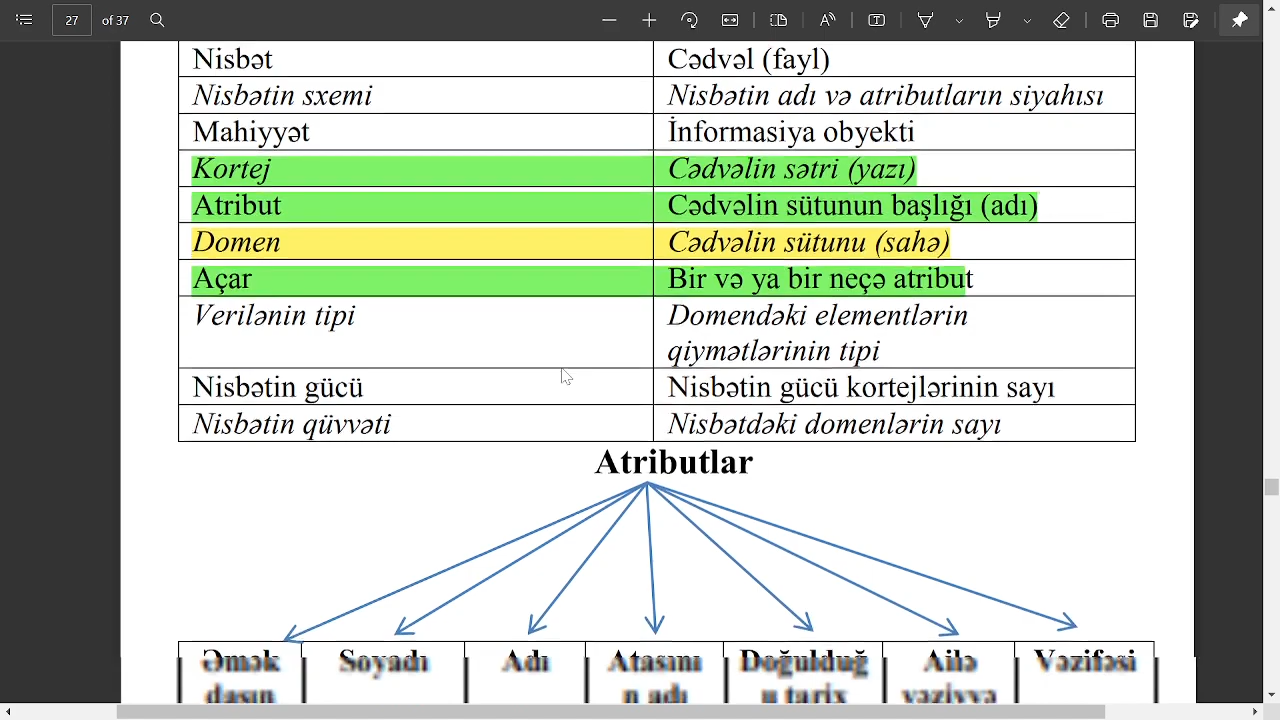 27 of 37
Nisbət Cədvəl (fayl)
Nisbətin sxemi Nisbətin adı və atributların siyahısı
Mahiyyət İnformasiya obyekti
Kortej Cədvəlin sətri (yazı)
Atribut Cədvəlin sütunun başlığı (adı)
Domen Cədvəlin sütunu (sahə)
Açar Bir və ya bir neçə atribut
Verilənin tipi Domendəki elementlərin
qiymətlərinin tipi
Nisbətin gücü Nisbətin gücü kortejlərinin sayı
Nisbətin qüvvəti Nisbətdəki domenlərin sayı
Atributlar
Əmək Soyadı Adı Atasını Doğulduğ Ailə Vəzifəsi
daşın n adı u tarix vəziyyə